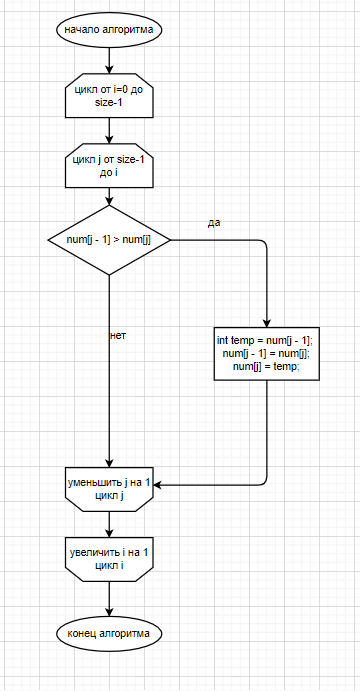 начало алгоритма
цикл от i=0 до
size-1
цикл j от size-1
до i
num[j - 1] > num[j]
да
нет
int temp = num[j - 1];
num[j - 1] = num[j];
num[j] = temp;
уменьшить j на 1
цикл j
увеличить i на 1
цикл i
конец алгоритма